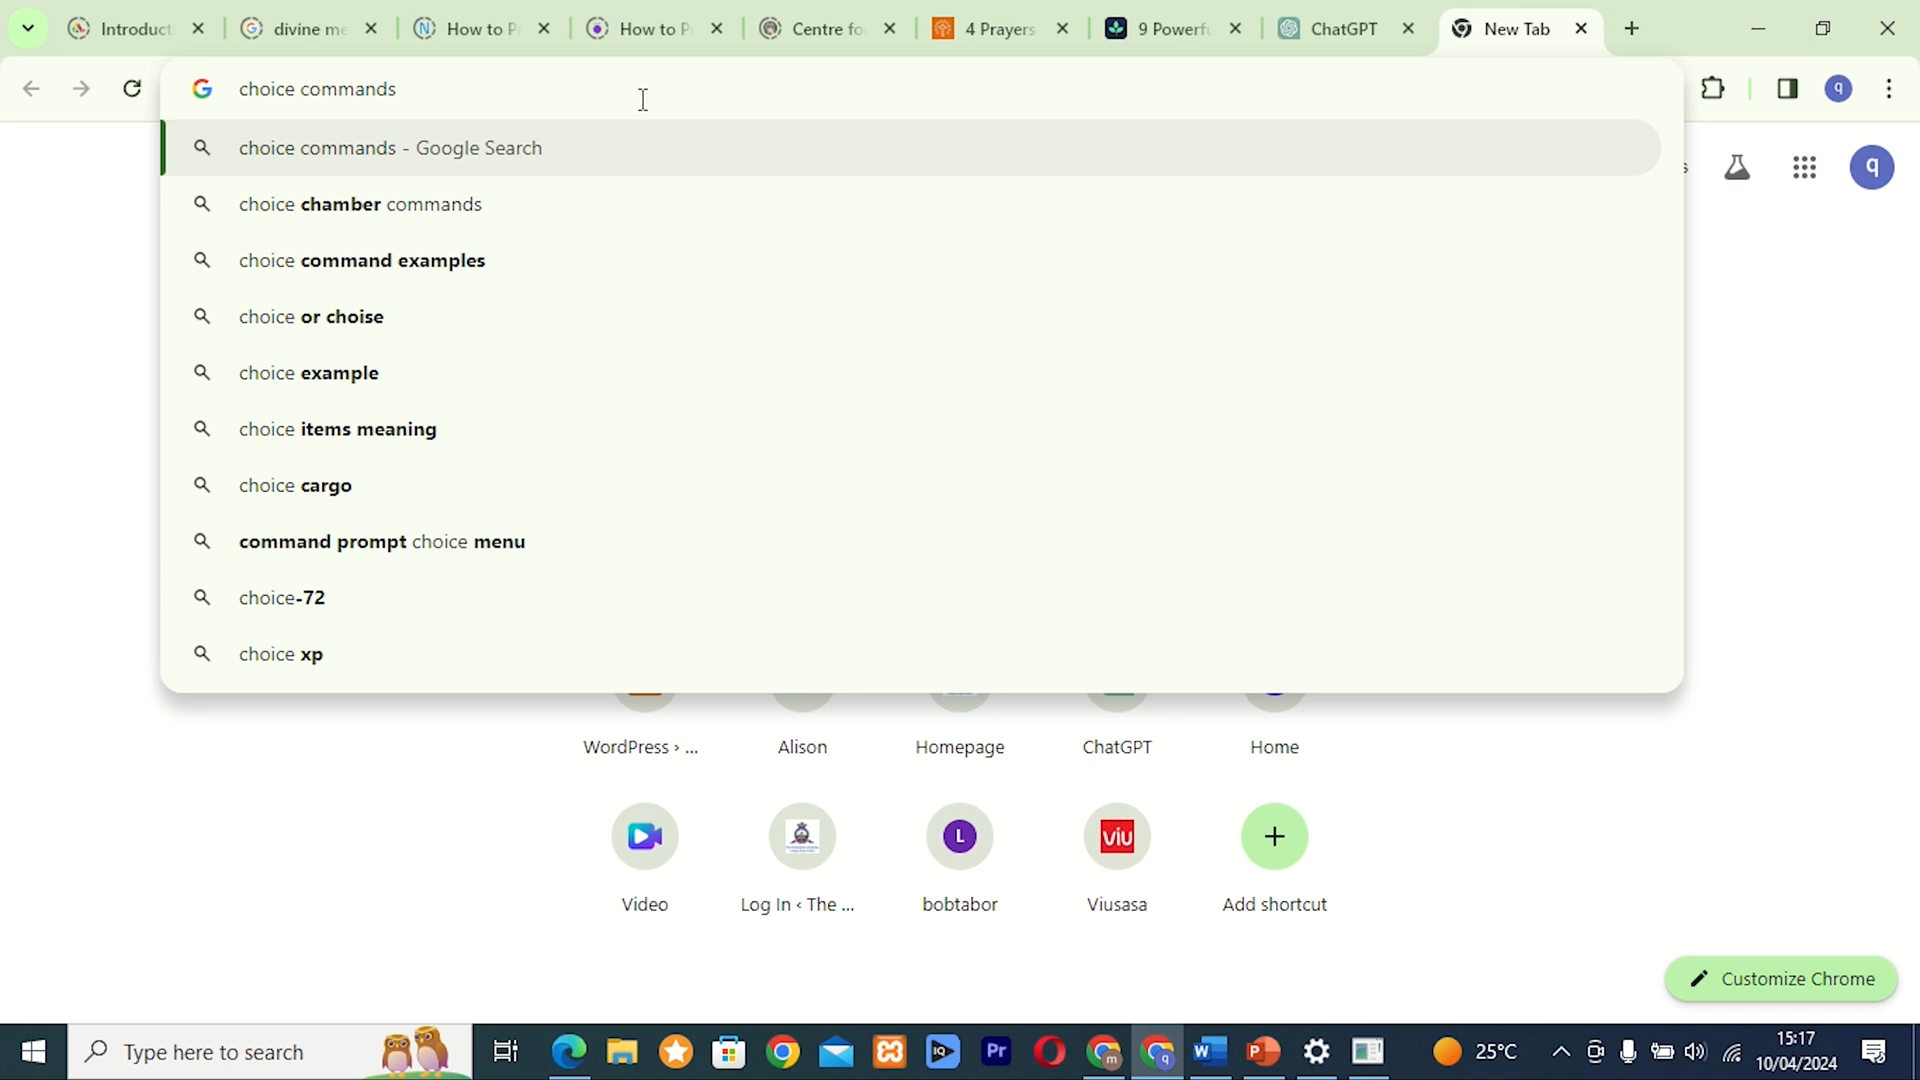 Introduct
divine me
How to P
How to P
Centre fo
4 Prayers
9 Powerfu
ChatGPT
New Tab
choice commands
q
choice commands - Google Search
choice chamber commands
choice command examples
choice or choise
choice example
choice items meaning
choice cargo
command prompt choice menu
choice-72
choice xp
s
q
WordPress › ...
Alison
Homepage
ChatGPT
Home
L
viu
Video
Log In ‹ The ...
bobtabor
Viusasa
Add shortcut
Customize Chrome
Type here to search
IQ
Pr
m
q
W
P
25°C
15:17
10/04/2024